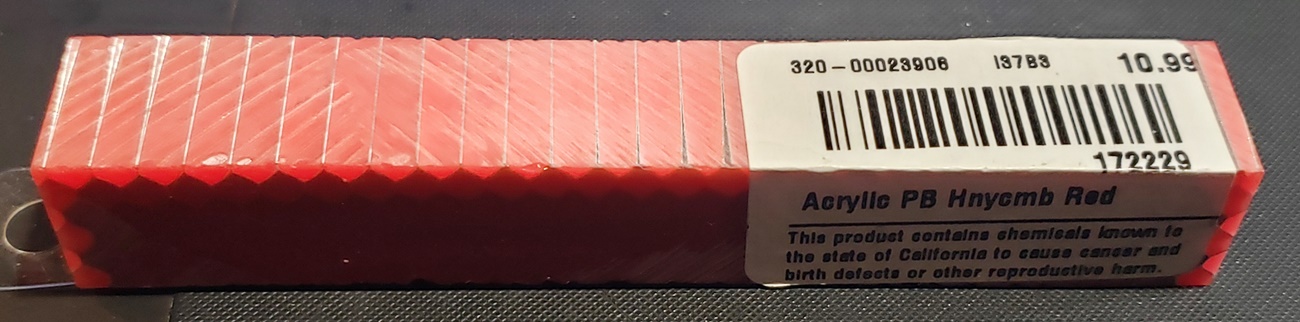 320-00023906 I37B3 10.99
172229
Acrylic PB Hnycmb Red
This product contains chemicals known to
the state of California to cause cancer and
birth defects or other reproductive harm.